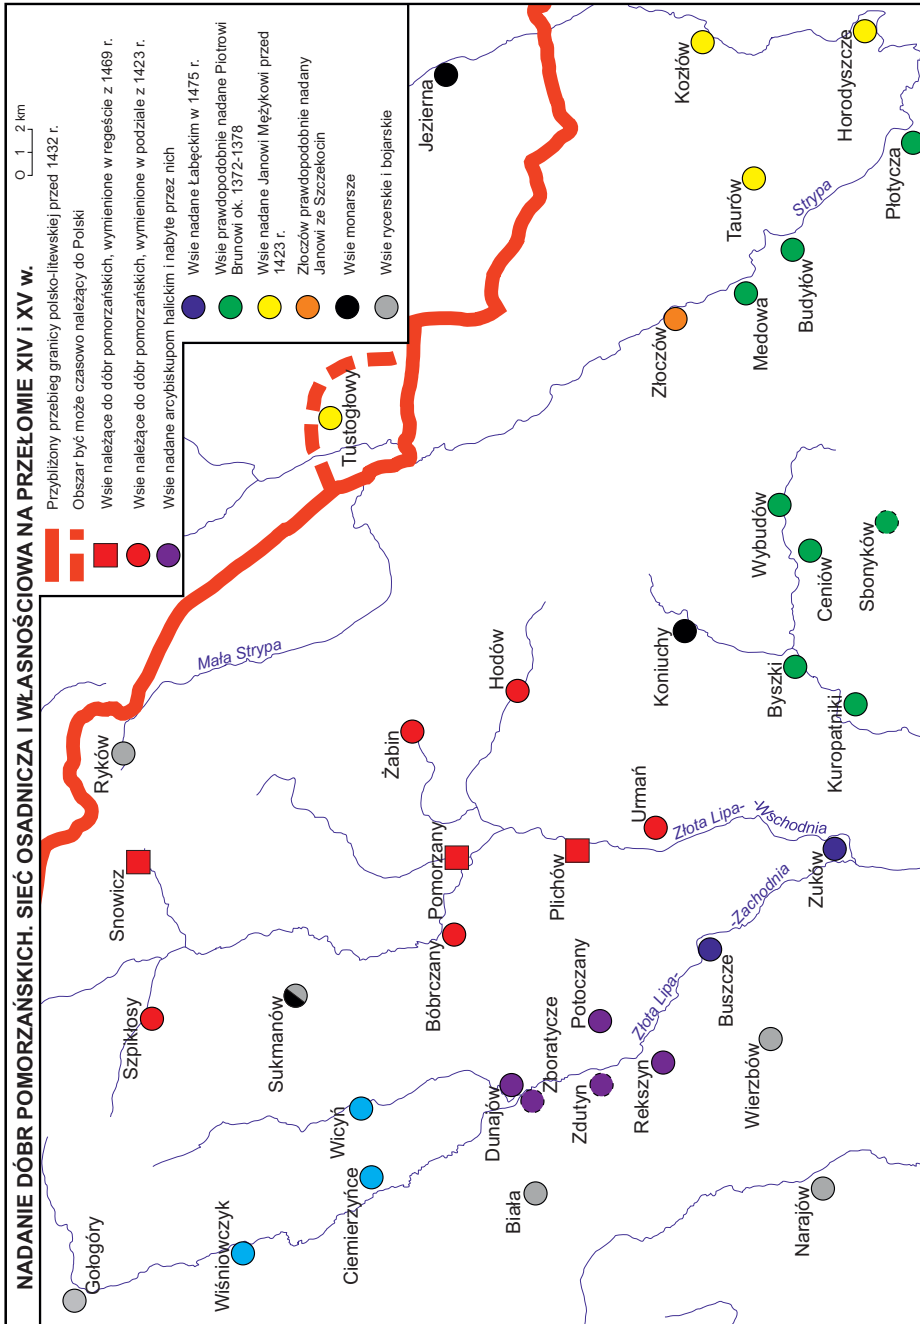 NADANIE DÓBR POMORZAŃSKICH. SIEĆ OSADNICZA I WŁASNOŚCIOWA NA PRZEŁOMIE XIV i XV w.
0 1 2 km
Przybliżony przebieg granicy polsko-litewskiej przed 1432 r.
Obszar być może czasowo należący do Polski
Wsie należące do dóbr pomorzańskich, wymienione w regeście z 1469 r.
Wsie należące do dóbr pomorzańskich, wymienione w podziale z 1423 r.
Wsie nadane arcybiskupom halickim i nabyte przez nich
Wsie nadane Łabęckim w 1475 r.
Wsie prawdopodobnie nadane Piotrowi
Brunowi ok. 1372-1378
Wsie nadane Janowi Mężykowi przed
1423 r.
Złoczów prawdopodobnie nadany
Janowi ze Szczekocin
Wsie monarsze
Wsie rycerskie i bojarskie
Gołogóry
Szpikłosy
Snowicz
Ryków
Mała Strypa
Tustogłowy
Jezierna
Wiśniowczyk
Sukmanów
Ciemierzyńce
Wicyń
Żabin
Bóbrczany
Pomorzany
Hodów
Dunajów
Biała
Zboratycze
Zdutyn
Potoczany
Plichów
Urmań
Koniuchy
Złoczów
Kozłów
Rekszyn
Złota Lipa-
-Zachodnia
Złota Lipa-
-Wschodnia
Buszcze
Wierzbów
Narajów
Zuków
Byszki
Kuropatniki
Wybudów
Ceniów
Sbonyków
Medowa
Budyłów
Taurów
Strypa
Horodyszcze
Płotycza